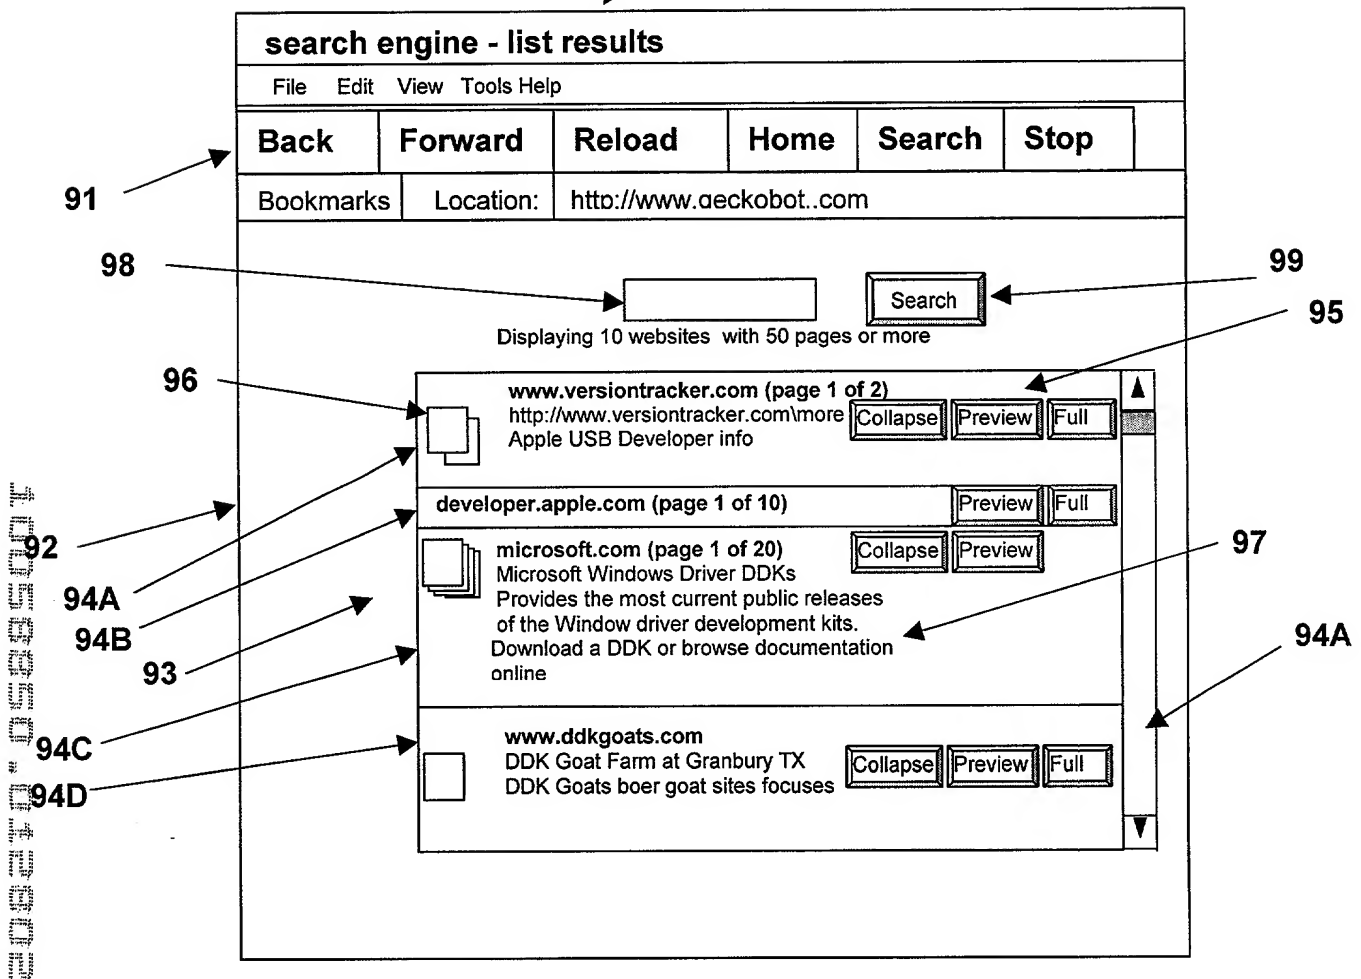 search engine - list results
File Edit View Tools Help
Back Forward Reload Home Search Stop
91
Bookmarks Location: http://www.geckobot..com
98
99
Search
95
Displaying 10 websites with 50 pages or more
96
www.versiontracker.com (page 1 of 2)
http://www.versiontracker.com\more
Collapse Preview Full
Apple USB Developer info
developer.apple.com (page 1 of 10)
Preview Full
92
97
microsoft.com (page 1 of 20)
Collapse Preview
Microsoft Windows Driver DDKs
94A
Provides the most current public releases
of the Window driver development kits.
94B
94A
Download a DDK or browse documentation
online
93
94C
www.ddkgoats.com
DDK Goat Farm at Granbury TX
Collapse Preview Full
DDK Goats boer goat sites focuses
94D
10058850.012802